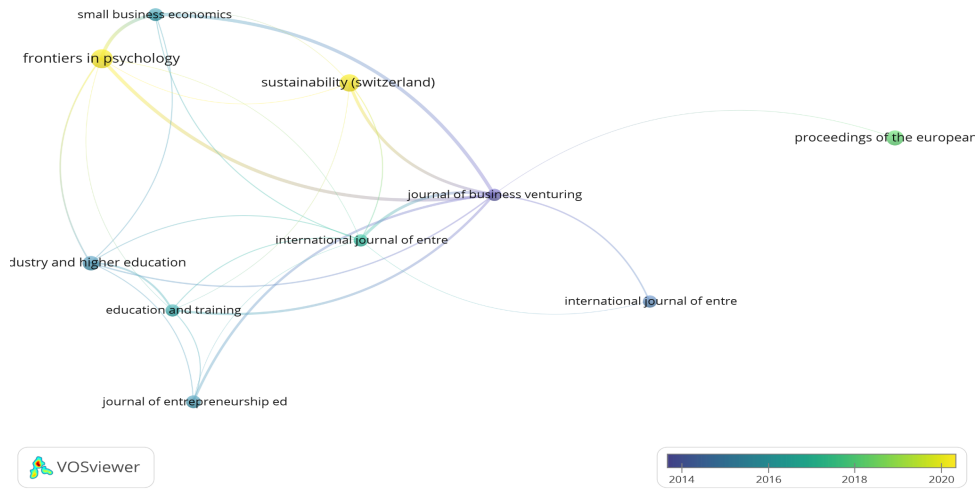 small business economics
frontiers in psychology
sustainability (switzerland)
proceedings of the european
journal of business venturing
international journal of entre
dustry and higher education
international journal of entre
education and training
journal of entrepreneurship ed
VOSviewer
2014 2016 2018 2020